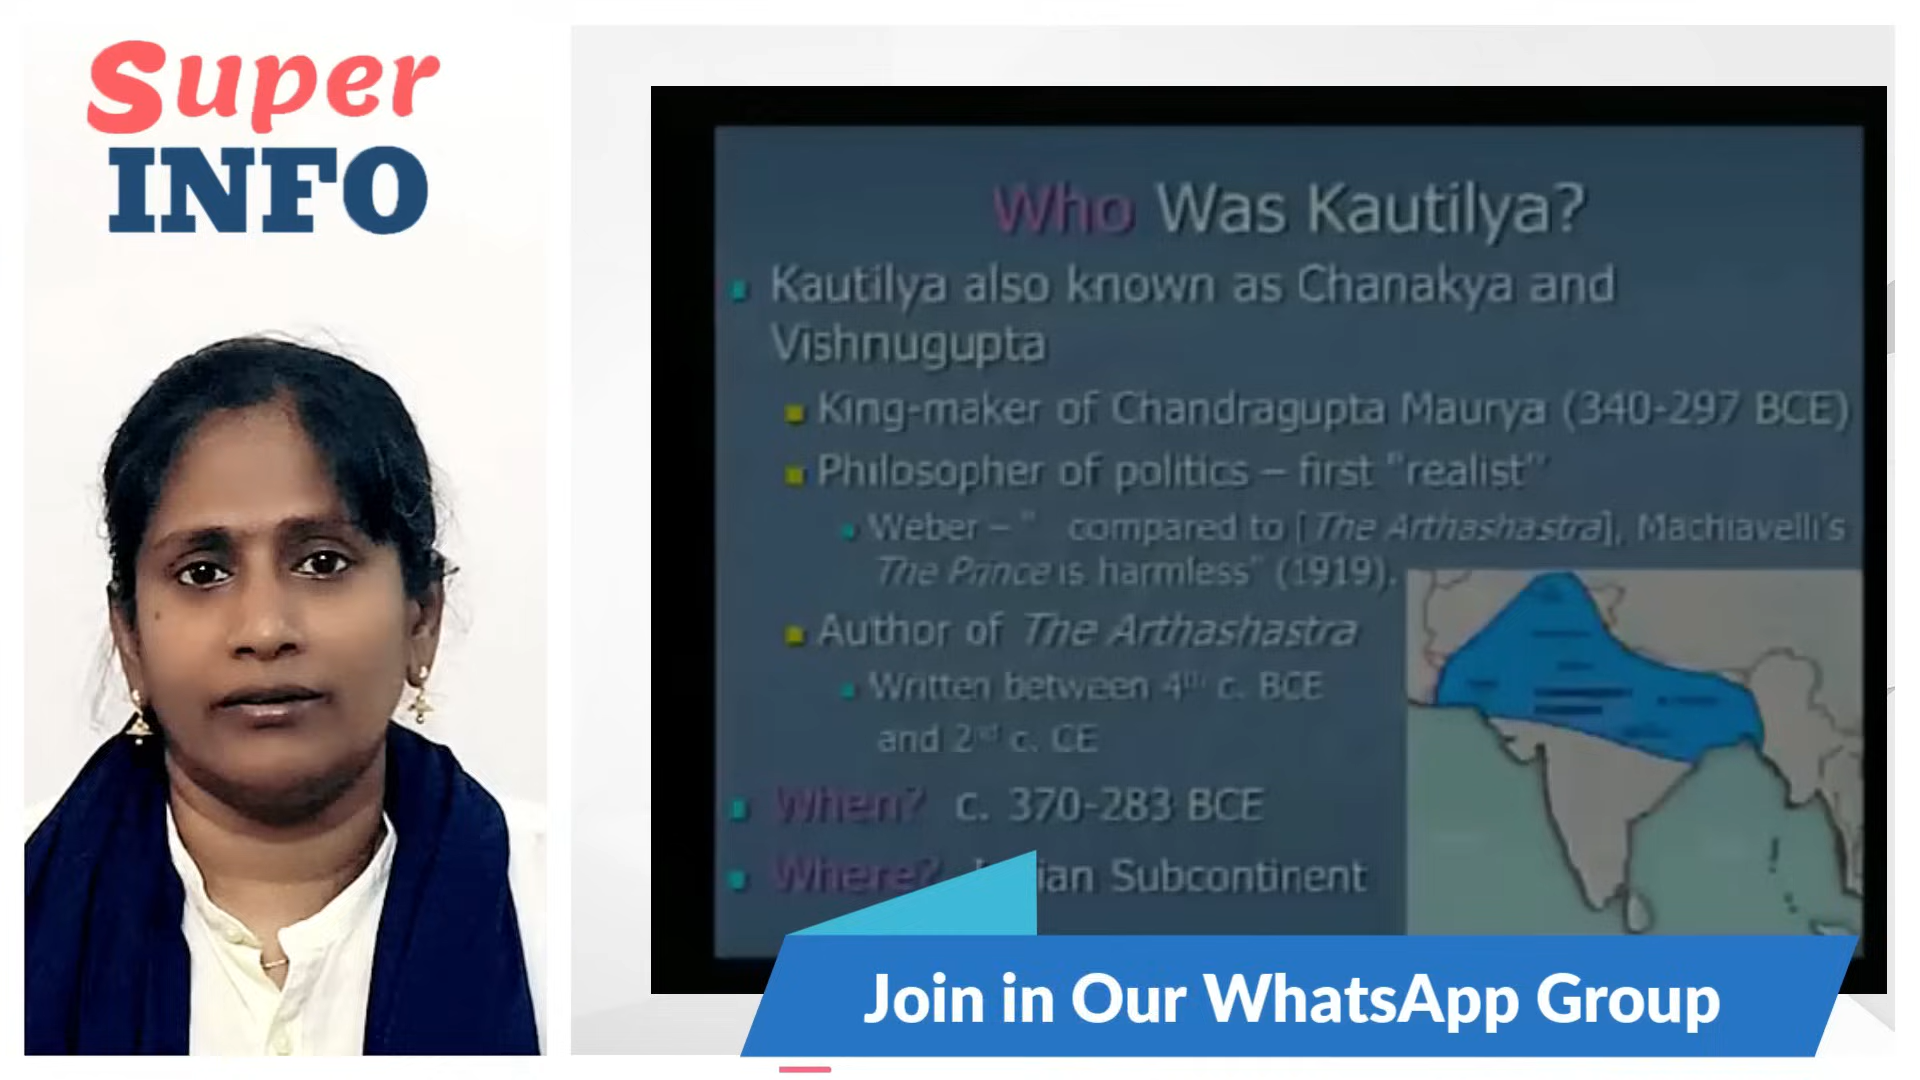 Super
INFO
Who Was Kautilya?
Kautilya also known as Chanakya and
Vishnugupta
King-maker of Chandragupta Maurya (340-297 BCE)
Philosopher of politics – first "realist"
Weber – " compared to [The Arthashastra], Machiavelli's
The Prince is harmless" (1919).
Author of The Arthashastra
Written between 4th c. BCE
and 2nd c. CE
When? c. 370-283 BCE
Where? ian Subcontinent
Join in Our WhatsApp Group